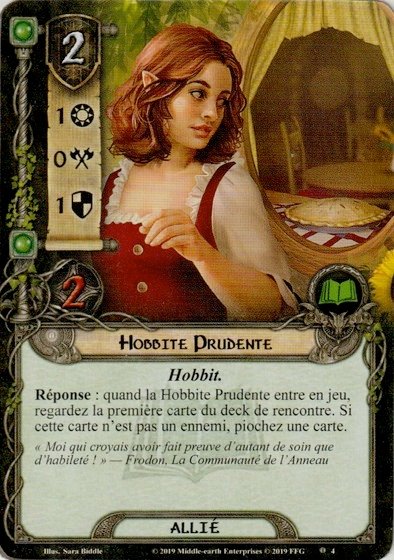 2
1
0
1
2
Hobbite Prudente
Hobbit.
Réponse : quand la Hobbite Prudente entre en jeu,
regardez la première carte du deck de rencontre. Si
cette carte n'est pas un ennemi, piochez une carte.
« Moi qui croyais avoir fait preuve d'autant de soin que
d'habileté ! » — Frodon. La Communauté de l'Anneau
Allié
Illus. Sara Biddle © 2019 Middle-earth Enterprises © 2019 FFG 4